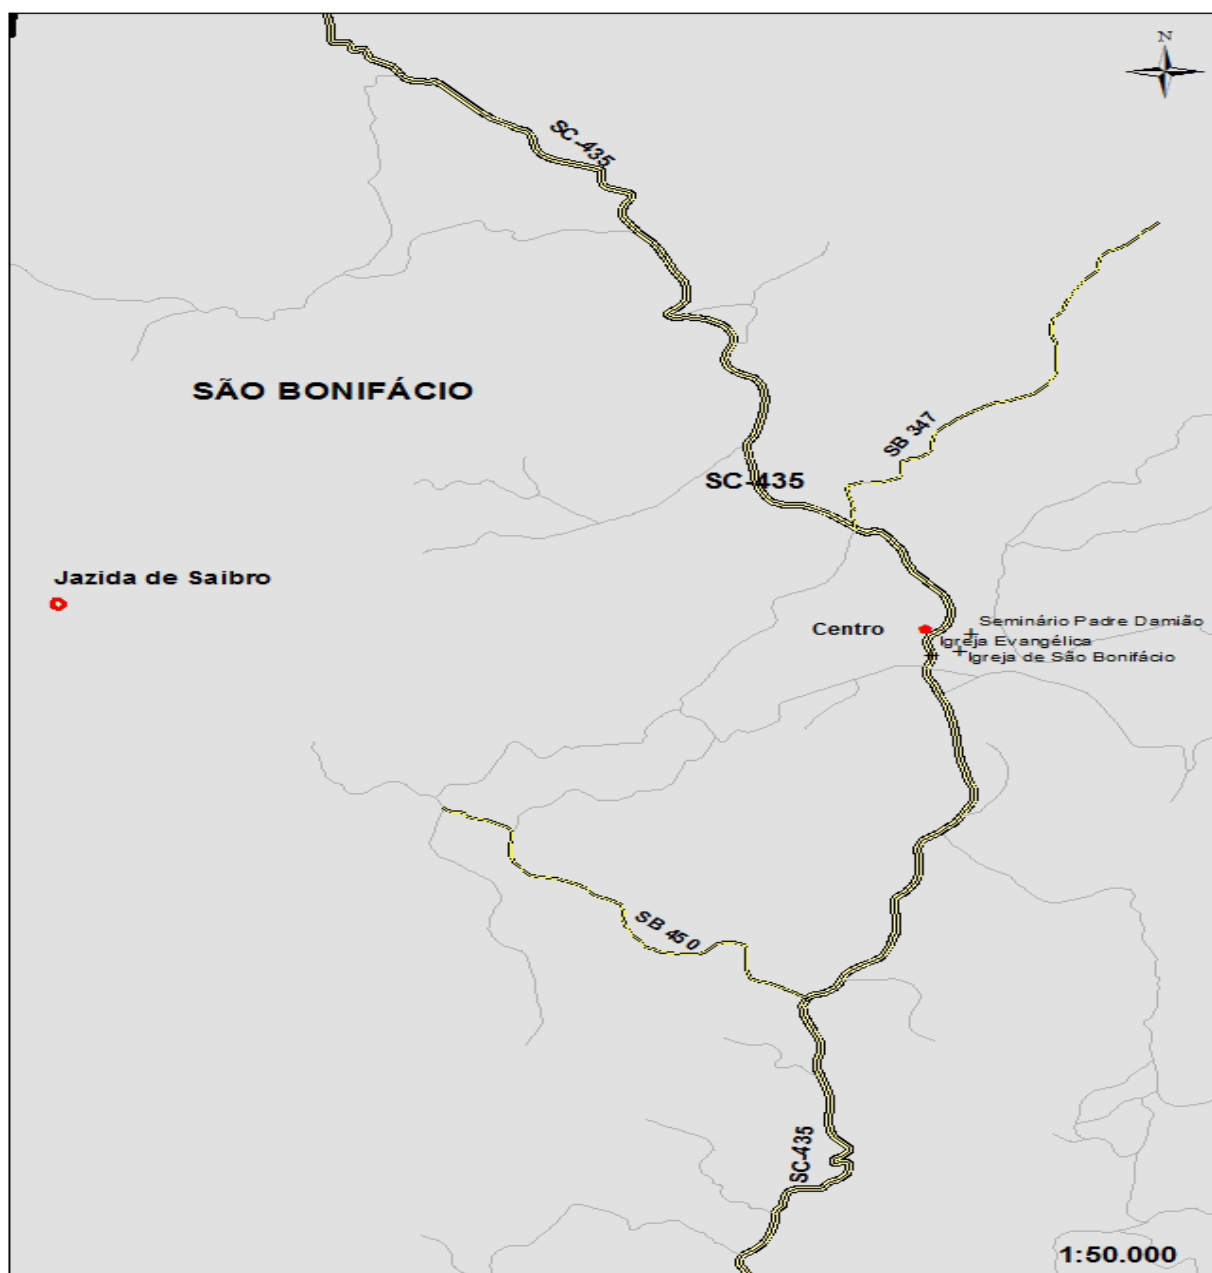 N
SC-435
SÃO BONIFÁCIO
SB 347
SC-435
Jazida de Saibro
Seminário Padre Damião
Centro
Igreja Evangélica
Igreja de São Bonifácio
SB 450
SC-435
1:50.000